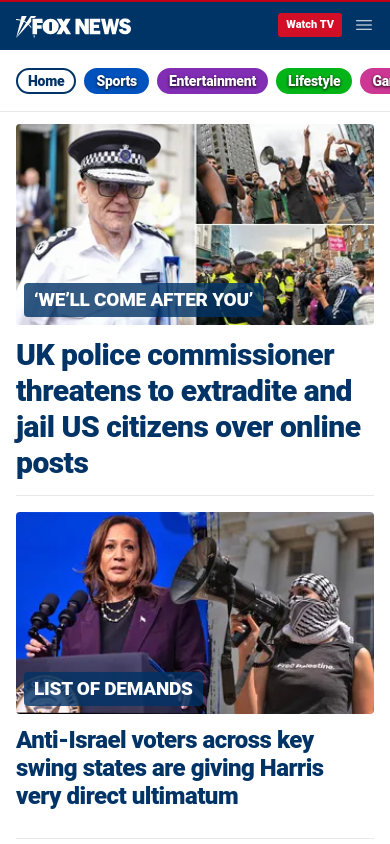 FOX NEWS
Watch TV
Home
Sports
Entertainment
Lifestyle
‘WE’LL COME AFTER YOU’
UK police commissioner
threatens to extradite and
jail US citizens over online
posts
Free Palestine
LIST OF DEMANDS
Anti-Israel voters across key
swing states are giving Harris
very direct ultimatum